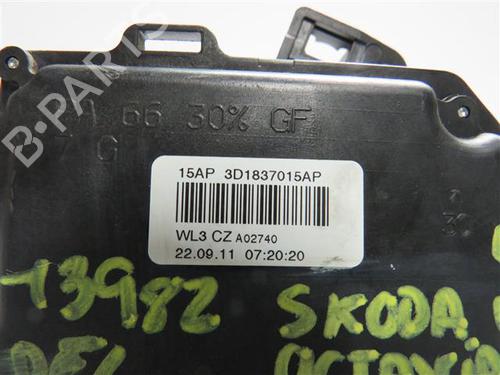 B-PARTS
66 30% GF
15AP 3D1837015AP
WL3 CZ A02740
22.09.11 07:20:20
13982 SKODA
OCTAVIA